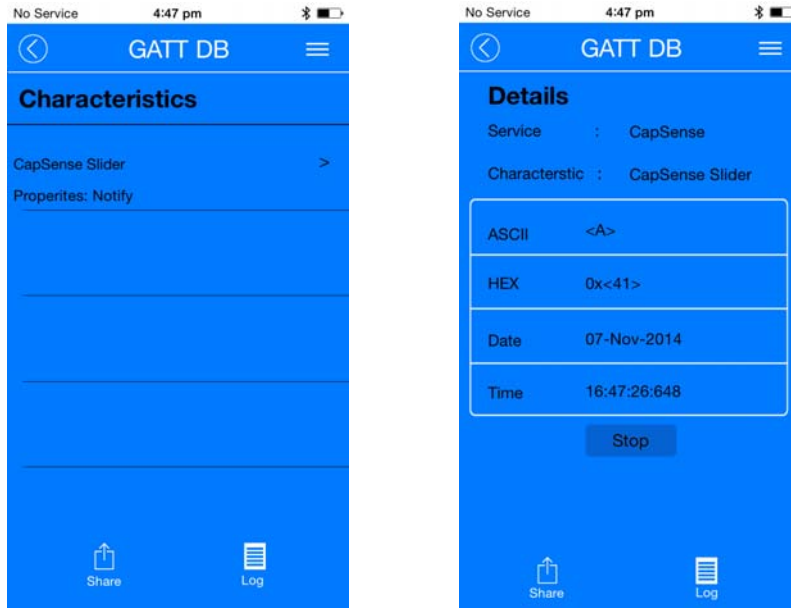 No Service 4:47 pm
GATT DB
Characteristics
CapSense Slider >
Properites: Notify
Share Log
No Service 4:47 pm
GATT DB
Details
Service : CapSense
Characterstic : CapSense Slider
ASCII <A>
HEX 0x<41>
Date 07-Nov-2014
Time 16:47:26:648
Stop
Share Log